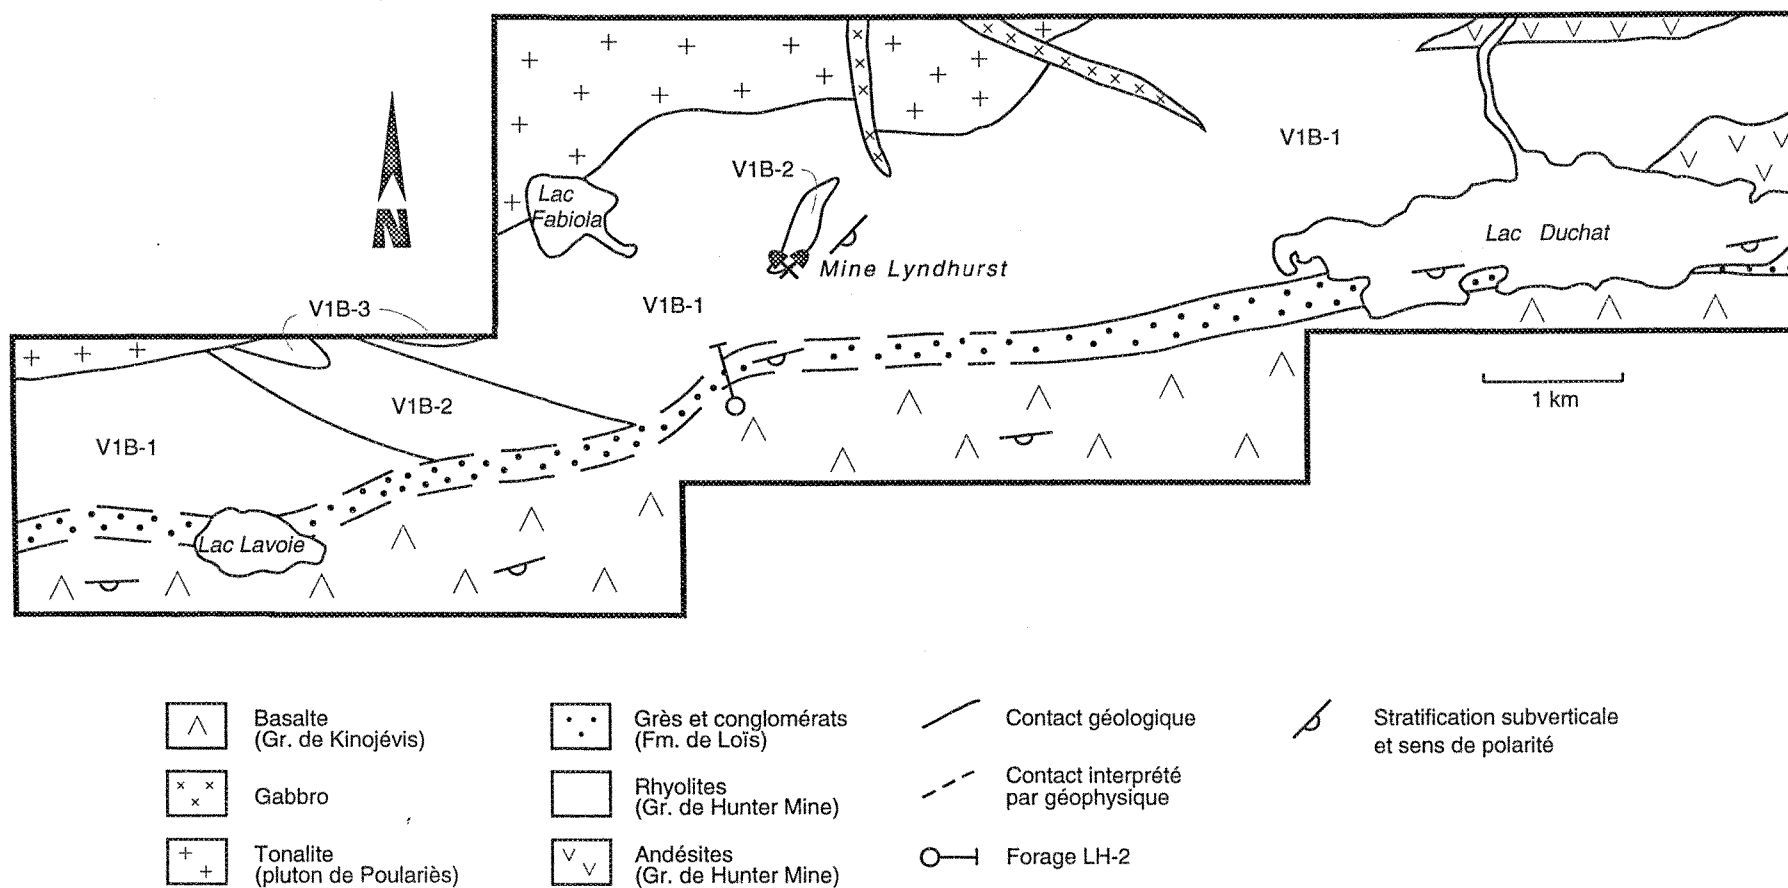 V1B-1
V1B-2
Lac
Fabiola
N
Mine Lyndhurst
Lac Duchat
V1B-3
V1B-1
V1B-2
V1B-1
1 km
Lac Lavoie
Basalte
(Gr. de Kinojévis)
Gabbro
Tonalite
(pluton de Poulariès)
Grès et conglomérats
(Fm. de Loïs)
Rhyolites
(Gr. de Hunter Mine)
Andésites
(Gr. de Hunter Mine)
Contact géologique
Contact interprété
par géophysique
Forage LH-2
Stratification subverticale
et sens de polarité